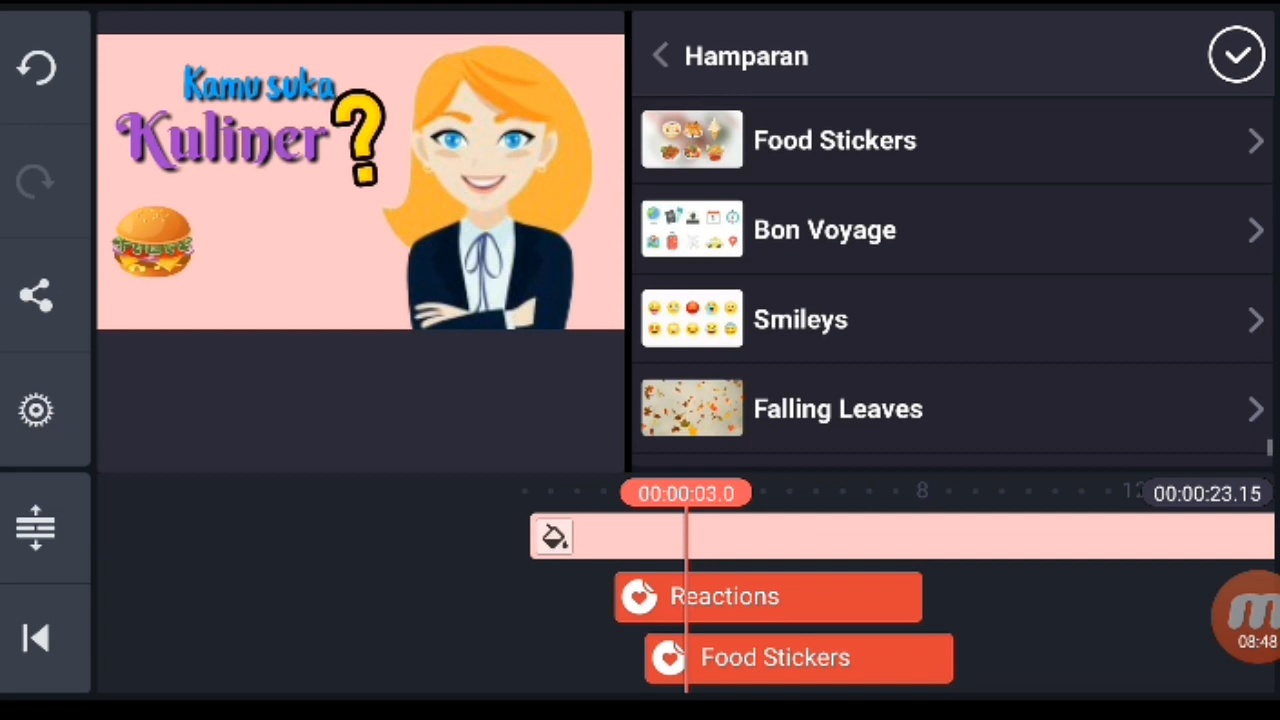 Hamparan
Kamu suka
Kuliner?
Food Stickers
Bon Voyage
Smileys
Falling Leaves
00:00:03.0
8
12
00:00:23.15
Reactions
Food Stickers
08:48